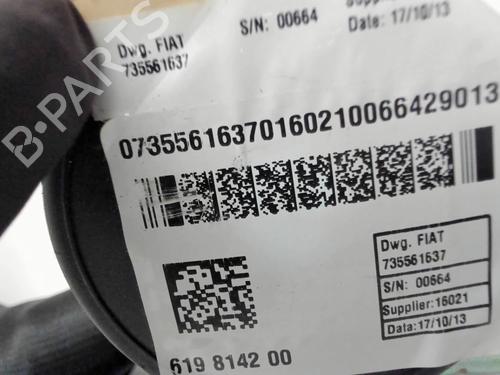 Dwg. FIAT
735561637
S/N: 00664
Supplier
Date: 17/10/13
07355616370160210066429013
Dwg. FIAT
735561637
S/N: 00664
Supplier:16021
Data:17/10/13
619 8142 00